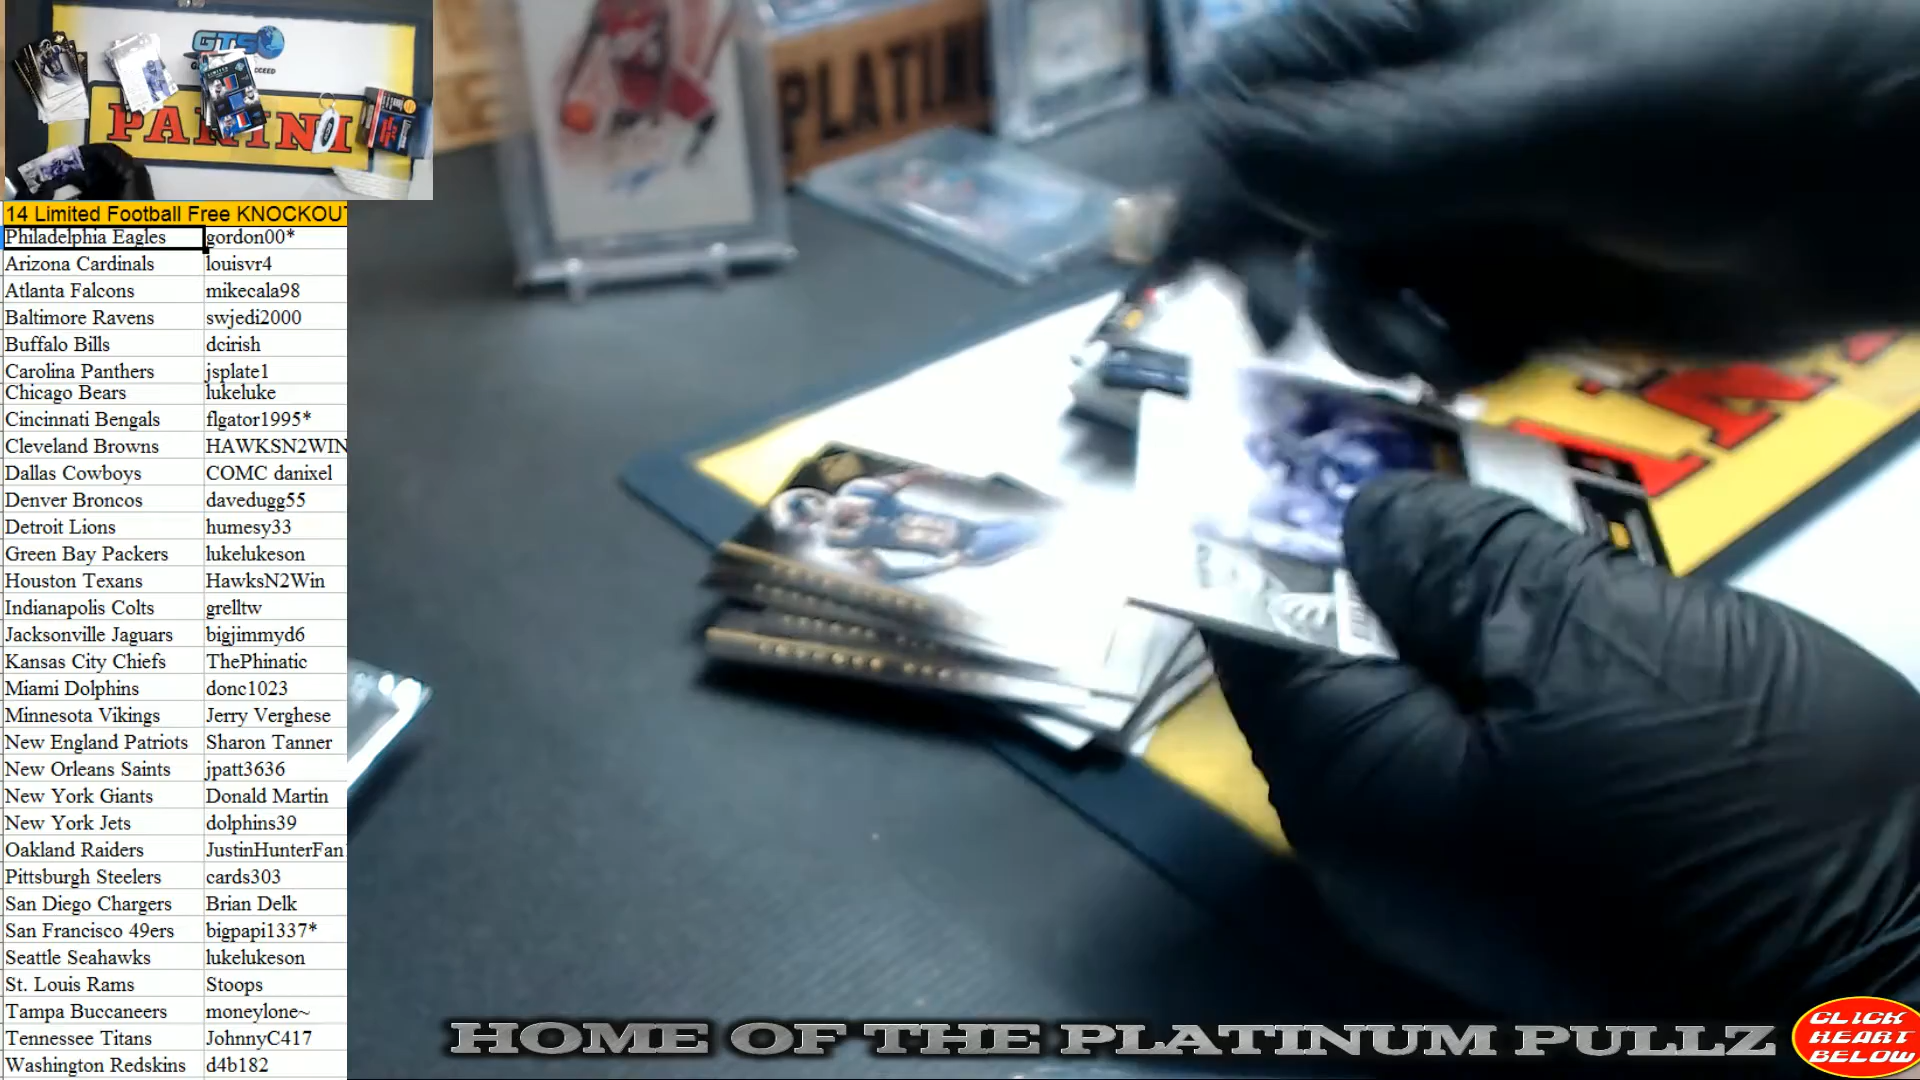 GTS
CCEED
PANINI
PLATIN
14 Limited Football Free KNOCKOUT
Philadelphia Eagles gordon00*
Arizona Cardinals louisvr4
Atlanta Falcons mikecala98
Baltimore Ravens swjedi2000
Buffalo Bills dcirish
Carolina Panthers jsplate1
Chicago Bears lukeluke
Cincinnati Bengals flgator1995*
Cleveland Browns HAWKSN2WIN
Dallas Cowboys COMC danixel
Denver Broncos davedugg55
Detroit Lions humesy33
Green Bay Packers lukelukeson
Houston Texans HawksN2Win
Indianapolis Colts grelltw
Jacksonville Jaguars bigjimmyd6
Kansas City Chiefs ThePhinatic
Miami Dolphins donc1023
Minnesota Vikings Jerry Verghese
New England Patriots Sharon Tanner
New Orleans Saints jpatt3636
New York Giants Donald Martin
New York Jets dolphins39
Oakland Raiders JustinHunterFan
Pittsburgh Steelers cards303
San Diego Chargers Brian Delk
San Francisco 49ers bigpapi1337*
Seattle Seahawks lukelukeson
St. Louis Rams Stoops
Tampa Buccaneers moneylone~
Tennessee Titans JohnnyC417
Washington Redskins d4b182
HOME OF THE PLATINUM PULLZ
CLICK
HEART
BELOW